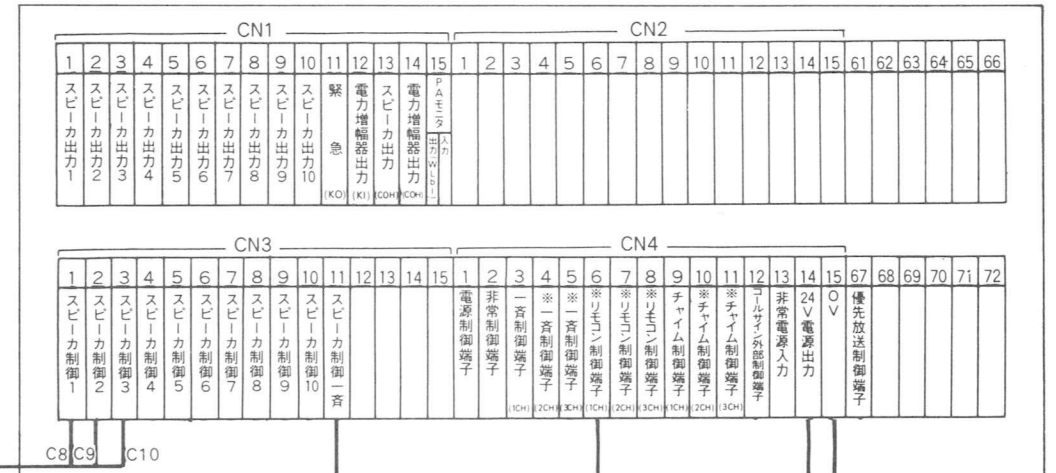 CN1
CN2
1 2 3 4 5 6 7 8 9 10 11 12 13 14 15 1 2 3 4 5 6 7 8 9 10 11 12 13 14 15 61 62 63 64 65 66
スピーカ出力1
スピーカ出力2
スピーカ出力3
スピーカ出力4
スピーカ出力5
スピーカ出力6
スピーカ出力7
スピーカ出力8
スピーカ出力9
スピーカ出力10
緊急(KO)
電力増幅器出力(KI)
スピーカ出力(COH)
電力増幅器出力(COH)
PAモニタ
入力
出力
CN3
CN4
1 2 3 4 5 6 7 8 9 10 11 12 13 14 15 1 2 3 4 5 6 7 8 9 10 11 12 13 14 15 67 68 69 70 71 72
スピーカ制御1
スピーカ制御2
スピーカ制御3
スピーカ制御4
スピーカ制御5
スピーカ制御6
スピーカ制御7
スピーカ制御8
スピーカ制御9
スピーカ制御10
スピーカ制御一斉
電源制御端子
非常制御端子
一斉制御端子(1CH)
※一斉制御端子(2CH)
※一斉制御端子(3CH)
※リモコン制御端子(1CH)
※リモコン制御端子(2CH)
※リモコン制御端子(3CH)
チャイム制御端子(1CH)
※チャイム制御端子(2CH)
※チャイム制御端子(3CH)
コールサイン外部制御端子
非常電源入力
24V電源出力
0V
優先放送制御端子
C8 C9 C10